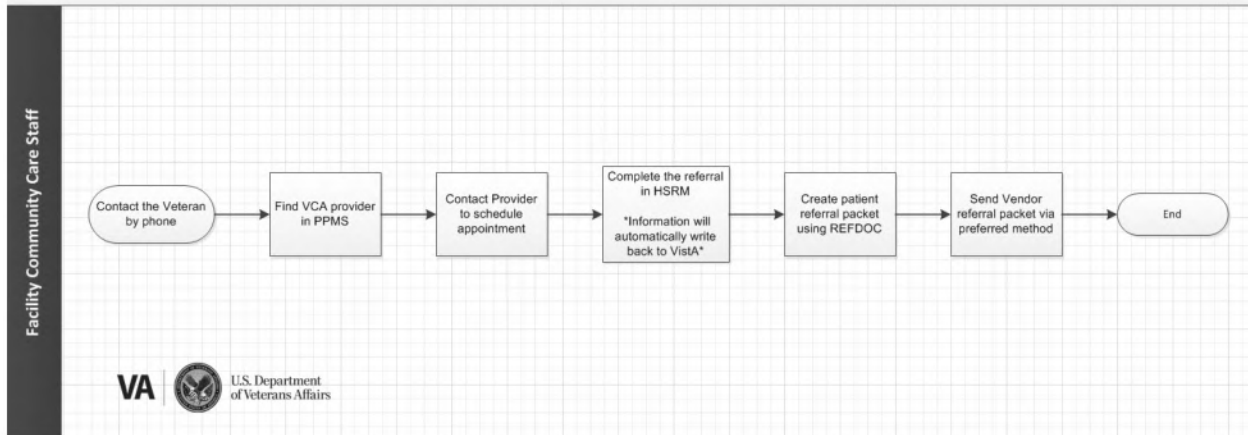 Facility Community Care Staff
Contact the Veteran
by phone
Find VCA provider
in PPMS
Contact Provider
to schedule
appointment
Complete the referral
in HSRM
*Information will
automatically write
back to VistA*
Create patient
referral packet
using REFDOC
Send Vendor
referral packet via
preferred method
End
VA
U.S. Department
of Veterans Affairs